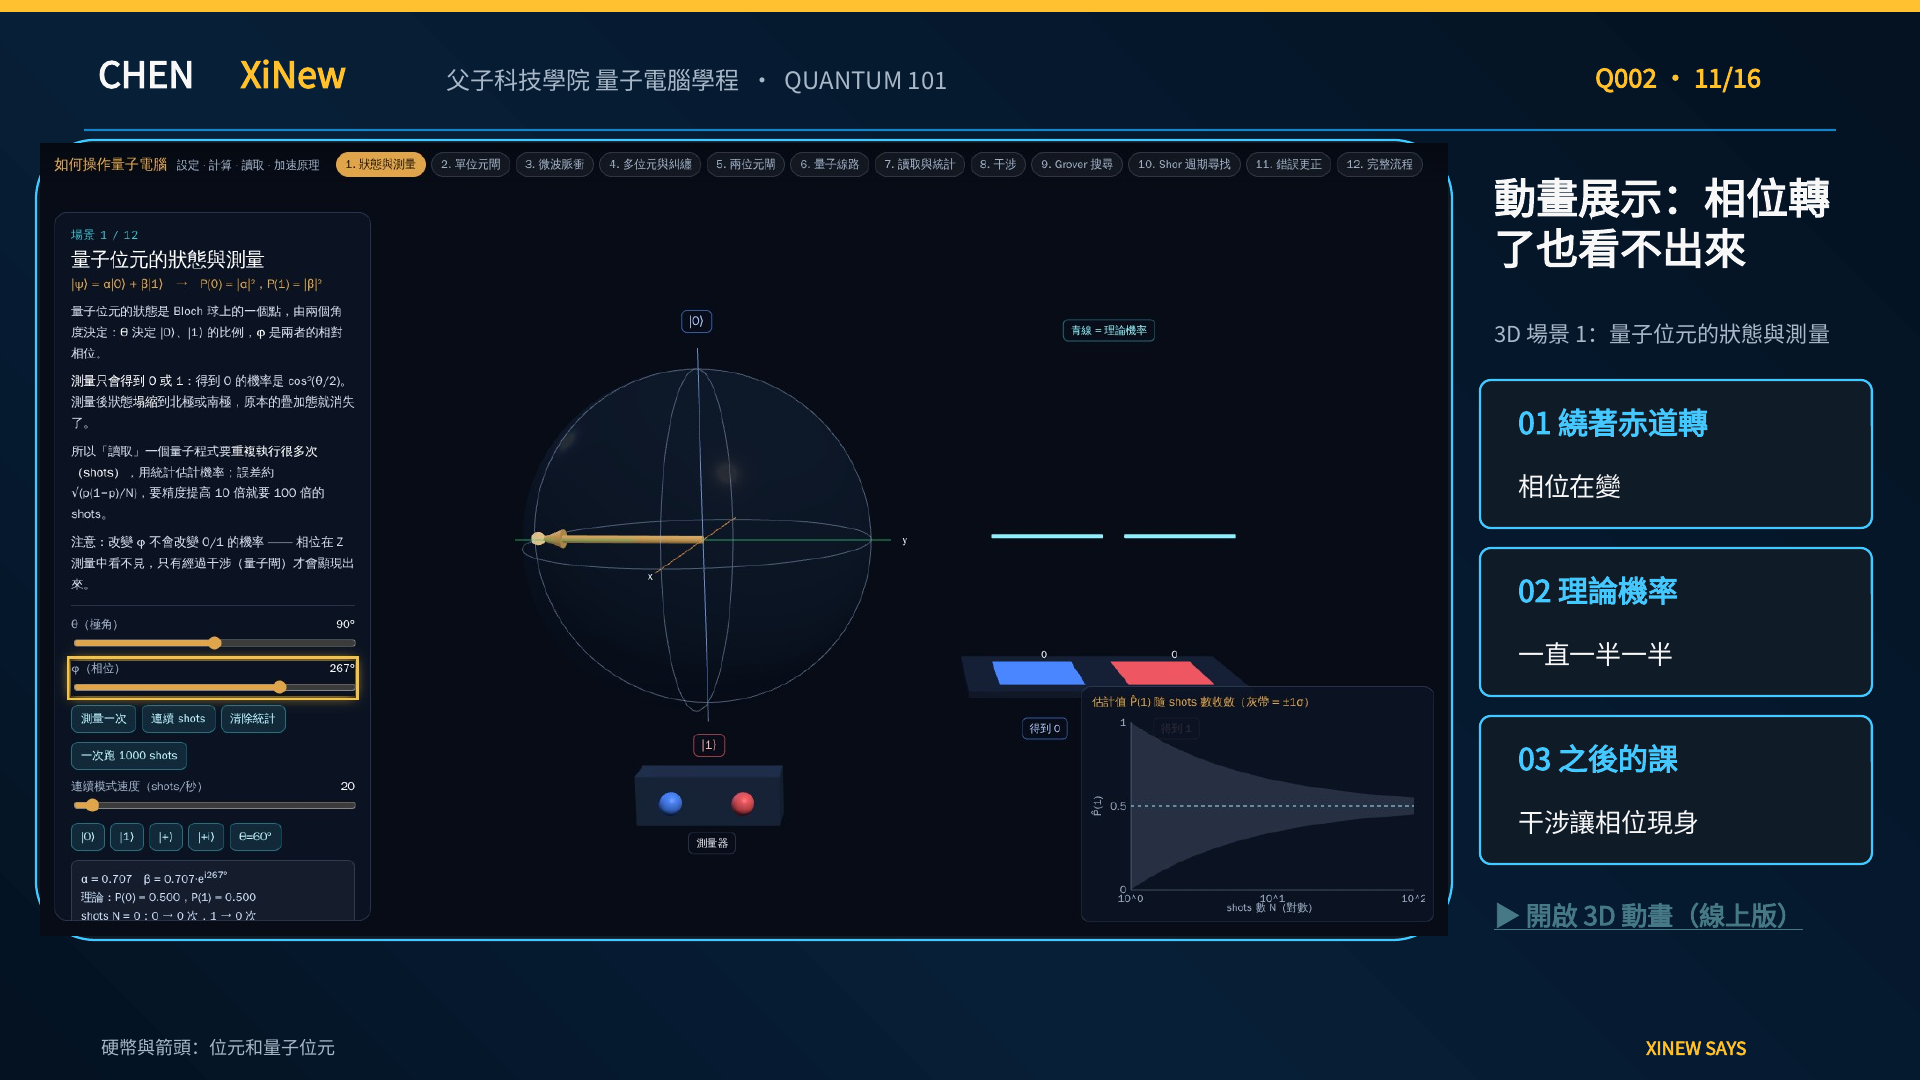 CHEN XiNew
父子科技學院 量子電腦學程 • QUANTUM 101
Q002 • 11/16
如何操作量子電腦 設定 · 計算 · 讀取 · 加速原理
1. 狀態與測量
2. 單位元閘
3. 微波脈衝
4. 多位元與糾纏
5. 兩位元閘
6. 量子線路
7. 讀取與統計
8. 干涉
9. Grover 搜尋
10. Shor 週期尋找
11. 錯誤更正
12. 完整流程
場景 1 / 12
量子位元的狀態與測量
|ψ⟩ = α|0⟩ + β|1⟩ → P(0) = |α|², P(1) = |β|²
量子位元的狀態是 Bloch 球上的一個點，由兩個角
度決定：θ 決定 |0⟩、|1⟩ 的比例，φ 是兩者的相對
相位。
測量只會得到 0 或 1：得到 0 的機率是 cos²(θ/2)。
測量後狀態塌縮到北極或南極，原本的疊加態就消失
了。
所以「讀取」一個量子程式要重複執行很多次
（shots），用統計估計機率；誤差約
√(p(1−p)/N)，要精度提高 10 倍就要 100 倍的
shots。
注意：改變 φ 不會改變 0/1 的機率 —— 相位在 Z
測量中看不見，只有經過干涉（量子閘）才會顯現出
來。
θ（極角） 90°
φ（相位） 267°
測量一次
連續 shots
清除統計
一次跑 1000 shots
連續模式速度（shots/秒） 20
|0⟩
|1⟩
|+⟩
|+i⟩
θ=60°
α = 0.707 β = 0.707·e^i267°
理論：P(0) = 0.500，P(1) = 0.500
shots N = 0：0 → 0 次，1 → 0 次
|0⟩
y
x
|1⟩
測量器
青線 = 理論機率
0
0
得到 0
得到 1
估計值 P̂(1) 隨 shots 數收斂（灰帶 = ±1σ）
1
0.5
0
P̂(1)
10^0
10^1
10^2
shots 數 N（對數）
動畫展示：相位轉
了也看不出來
3D 場景 1：量子位元的狀態與測量
01 繞著赤道轉
相位在變
02 理論機率
一直一半一半
03 之後的課
干涉讓相位現身
▶ 開啟 3D 動畫（線上版）
硬幣與箭頭：位元和量子位元
XINEW SAYS